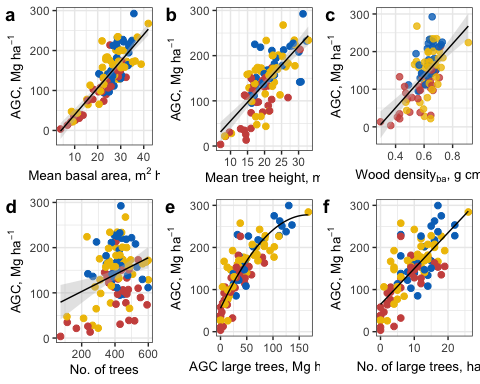 a
b
c
AGC, Mg ha⁻¹
AGC, Mg ha⁻¹
AGC, Mg ha⁻¹
300
200
100
0
300
200
100
0
300
200
100
0
10 20 30 40
10 15 20 25 30
0.4 0.6 0.8
Mean basal area, m² h
Mean tree height, m
Wood density_ba, g cm
d
e
f
AGC, Mg ha⁻¹
AGC, Mg ha⁻¹
AGC, Mg ha⁻¹
300
200
100
0
300
200
100
0
300
200
100
0
200 400 600
0 50 100 150
0 10 20
No. of trees
AGC large trees, Mg h
No. of large trees, ha